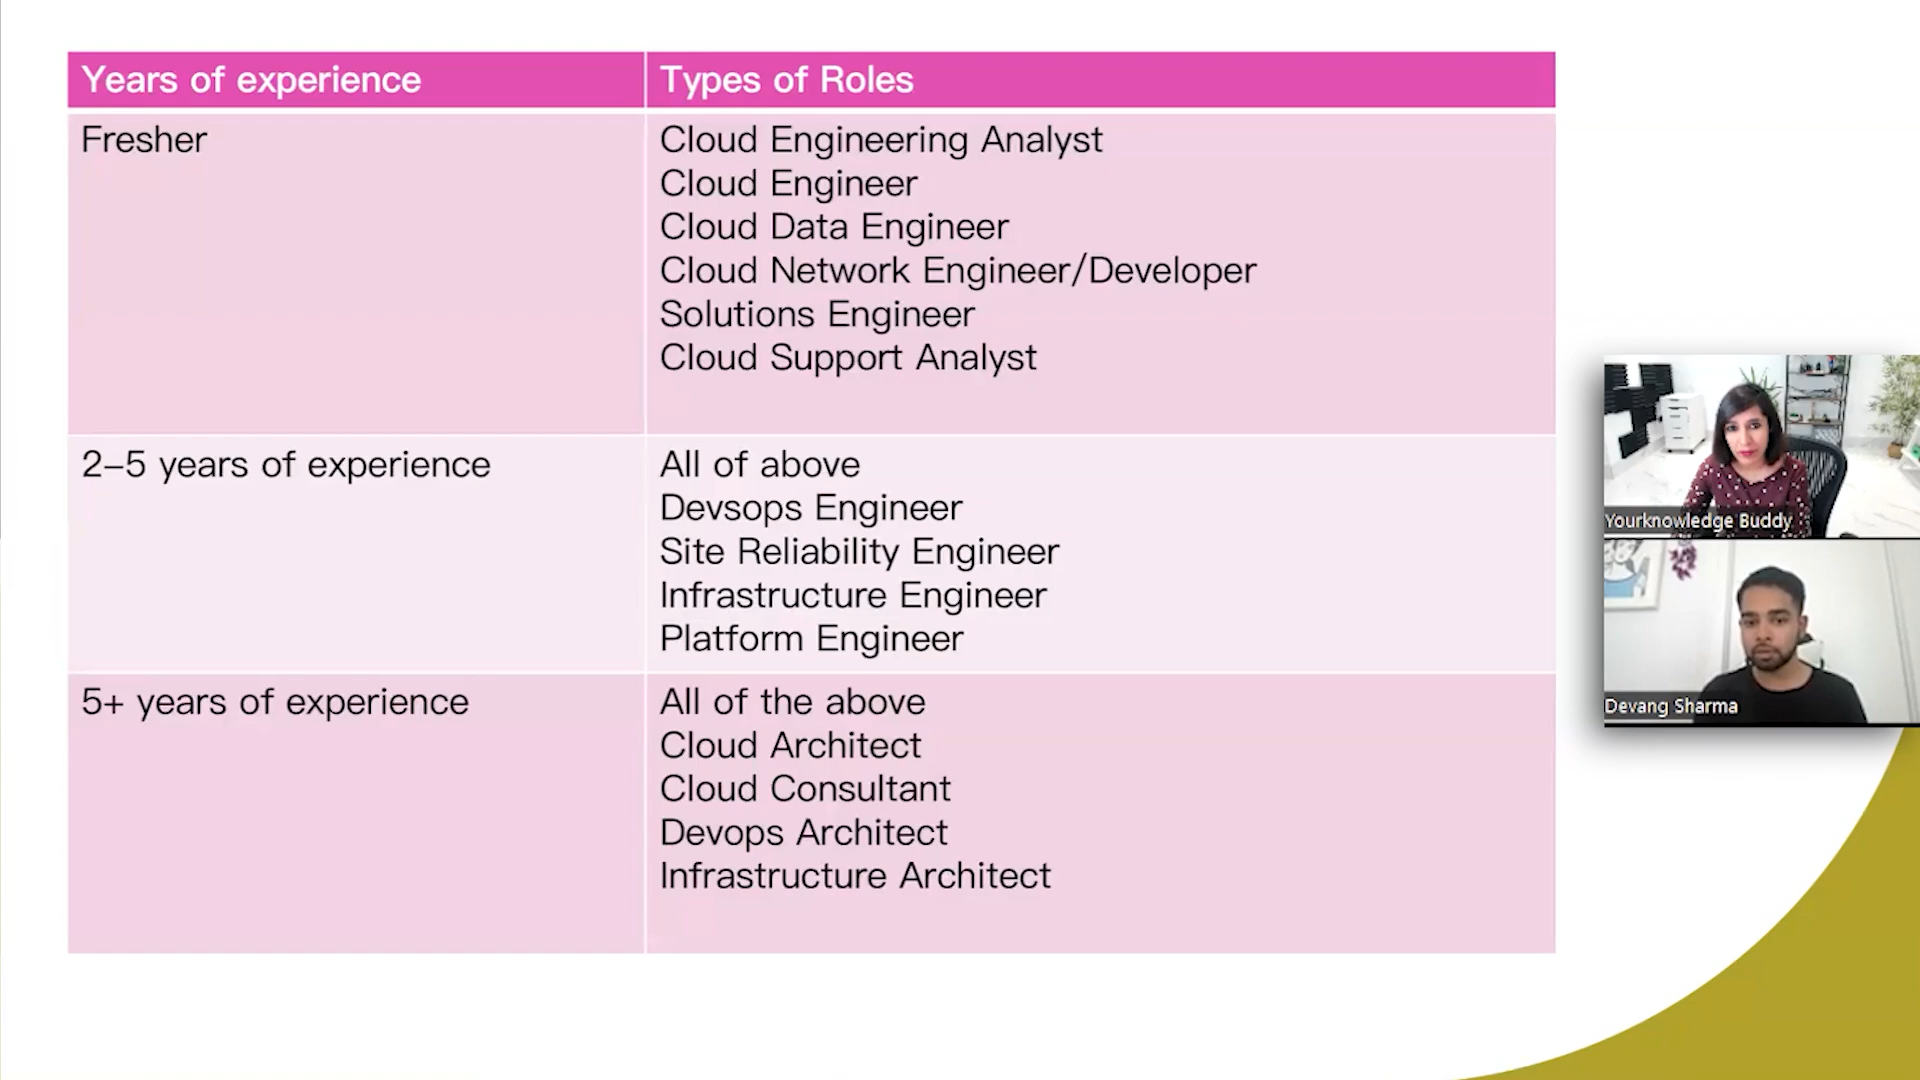 Years of experience
Types of Roles
Fresher
Cloud Engineering Analyst
Cloud Engineer
Cloud Data Engineer
Cloud Network Engineer/Developer
Solutions Engineer
Cloud Support Analyst
2–5 years of experience
All of above
Devsops Engineer
Site Reliability Engineer
Infrastructure Engineer
Platform Engineer
5+ years of experience
All of the above
Cloud Architect
Cloud Consultant
Devops Architect
Infrastructure Architect
Yourknowledge Buddy
Devang Sharma